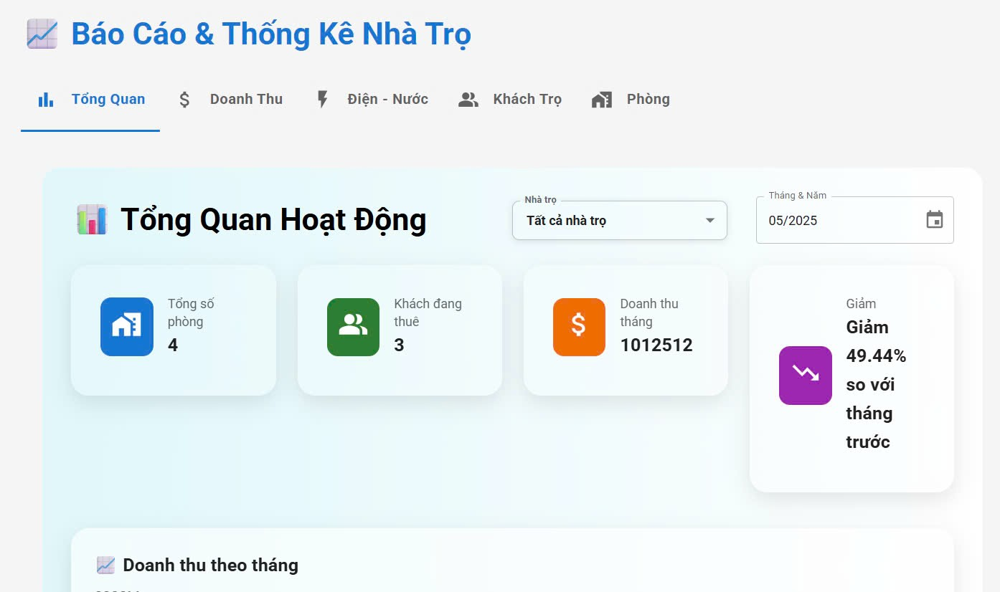 Báo Cáo & Thống Kê Nhà Trọ
Tổng Quan
Doanh Thu
Điện - Nước
Khách Trọ
Phòng
Tổng Quan Hoạt Động
Nhà trọ
Tất cả nhà trọ
Tháng & Năm
05/2025
Tổng số
phòng
4
Khách đang
thuê
3
Doanh thu
tháng
1012512
Giảm
Giảm
49.44%
so với
tháng
trước
Doanh thu theo tháng